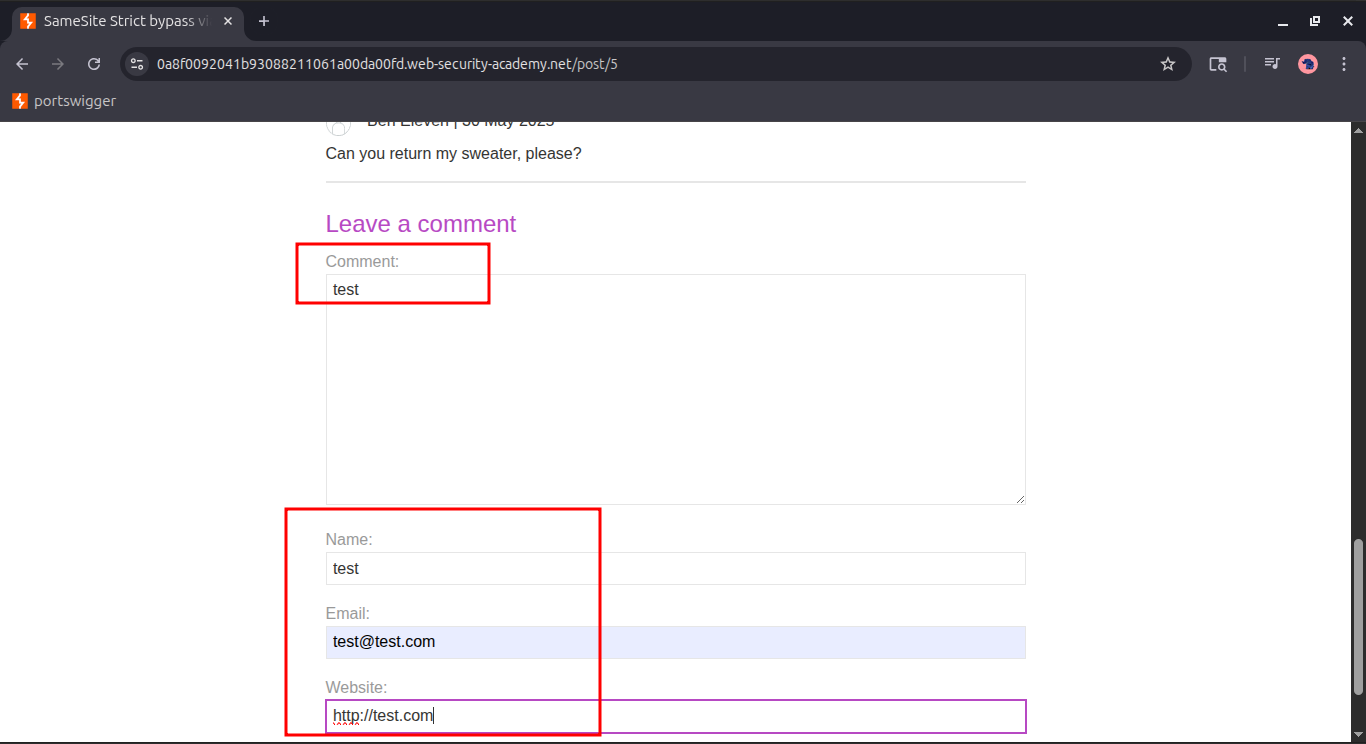 SameSite Strict bypass vi
0a8f0092041b93088211061a00da00fd.web-security-academy.net/post/5
portswigger
Ben Eleven | 30 May 2025
Can you return my sweater, please?
Leave a comment
Comment:
test
Name:
test
Email:
test@test.com
Website:
http://test.com